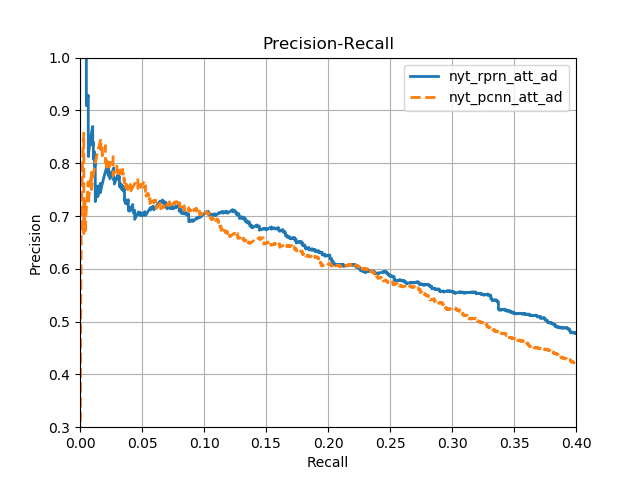 Precision-Recall
1.0
0.9
0.8
0.7
0.6
0.5
0.4
0.3
Precision
nyt_rprn_att_ad
nyt_pcnn_att_ad
0.00 0.05 0.10 0.15 0.20 0.25 0.30 0.35 0.40
Recall